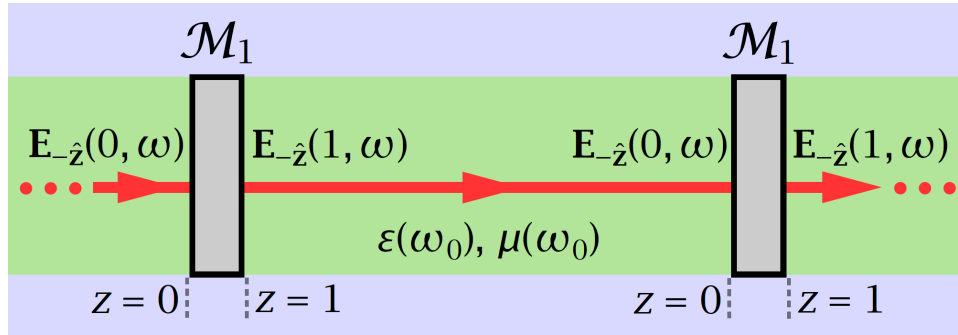 ℳ₁ ℳ₁
𝐄₋ẑ(0, ω) 𝐄₋ẑ(1, ω) 𝐄₋ẑ(0, ω) 𝐄₋ẑ(1, ω)
ε(ω₀), μ(ω₀)
z = 0 z = 1 z = 0 z = 1